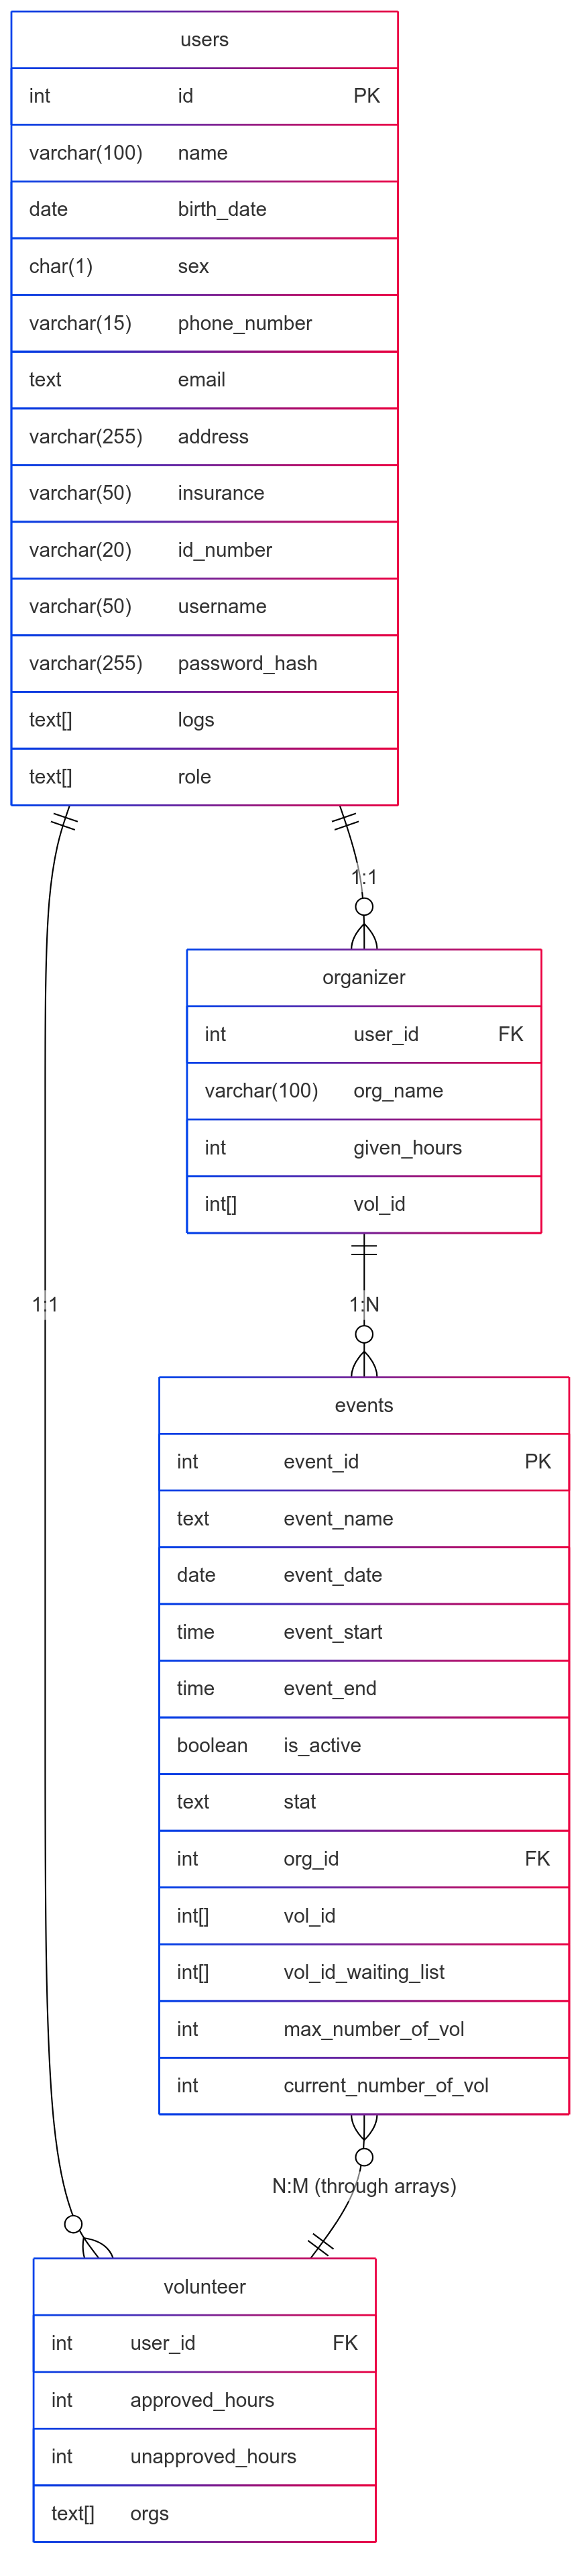 users
int id PK
varchar(100) name
date birth_date
char(1) sex
varchar(15) phone_number
text email
varchar(255) address
varchar(50) insurance
varchar(20) id_number
varchar(50) username
varchar(255) password_hash
text[] logs
text[] role
1:1
organizer
int user_id FK
varchar(100) org_name
int given_hours
int[] vol_id
1:1
1:N
events
int event_id PK
text event_name
date event_date
time event_start
time event_end
boolean is_active
text stat
int org_id FK
int[] vol_id
int[] vol_id_waiting_list
int max_number_of_vol
int current_number_of_vol
N:M (through arrays)
volunteer
int user_id FK
int approved_hours
int unapproved_hours
text[] orgs